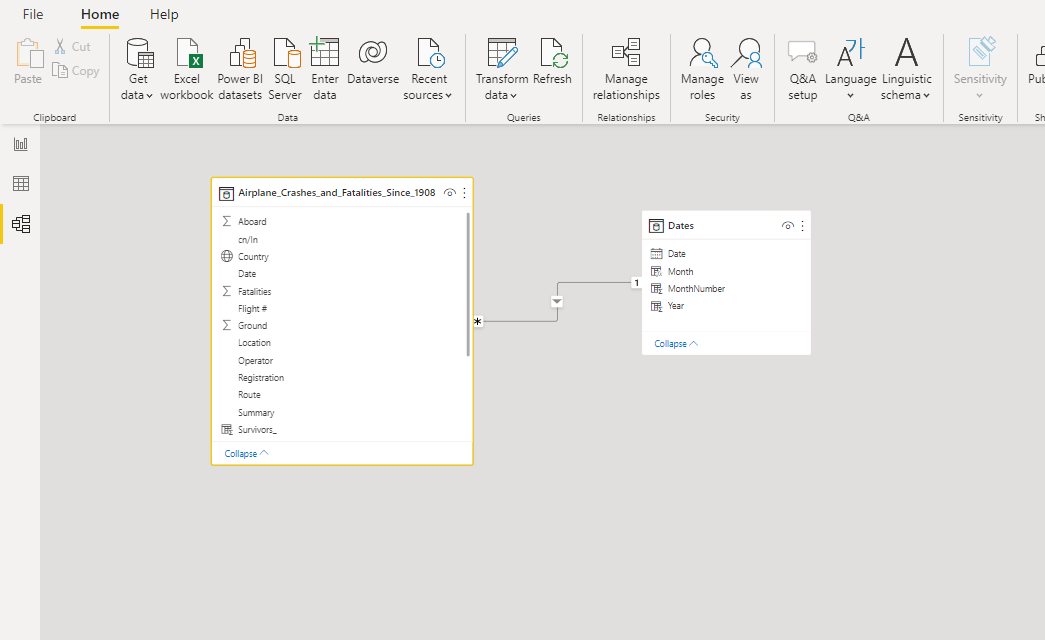 File Home Help
Paste Cut Copy
Get data Excel workbook Power BI datasets SQL Server Enter data Dataverse Recent sources Transform data Refresh Manage relationships Manage roles View as Q&A setup Language Linguistic schema Sensitivity Pu
Clipboard Data Queries Relationships Security Q&A Sensitivity Sh
Airplane_Crashes_and_Fatalities_Since_1908
Aboard
cn/In
Country
Date
Fatalities
Flight #
Ground
Location
Operator
Registration
Route
Summary
Survivors_
Collapse
*
1
Dates
Date
Month
MonthNumber
Year
Collapse